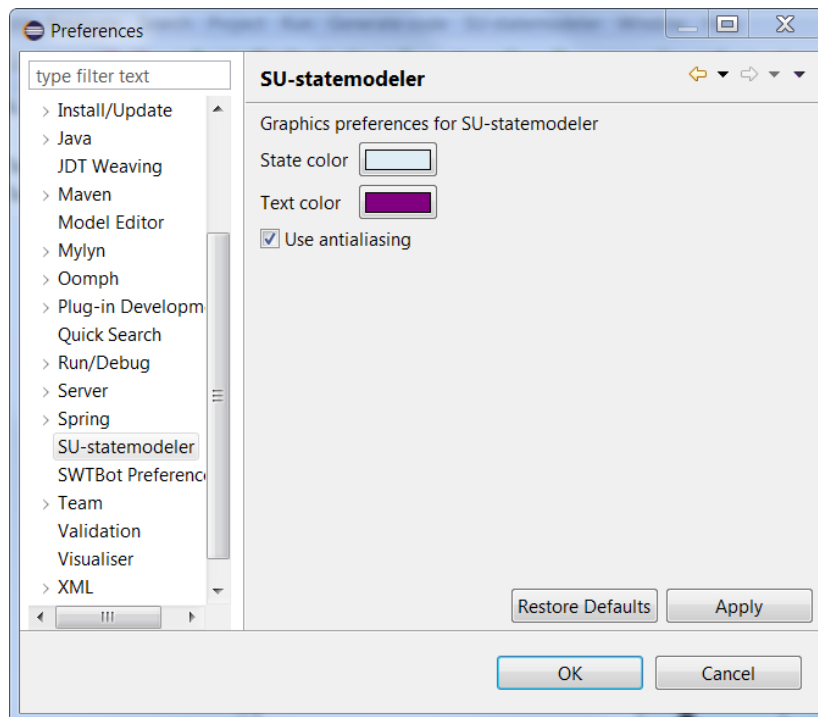 Preferences
type filter text
Install/Update
Java
JDT Weaving
Maven
Model Editor
Mylyn
Oomph
Plug-in Developm
Quick Search
Run/Debug
Server
Spring
SU-statemodeler
SWTBot Preferenc
Team
Validation
Visualiser
XML
SU-statemodeler
Graphics preferences for SU-statemodeler
State color
Text color
Use antialiasing
Restore Defaults
Apply
OK
Cancel